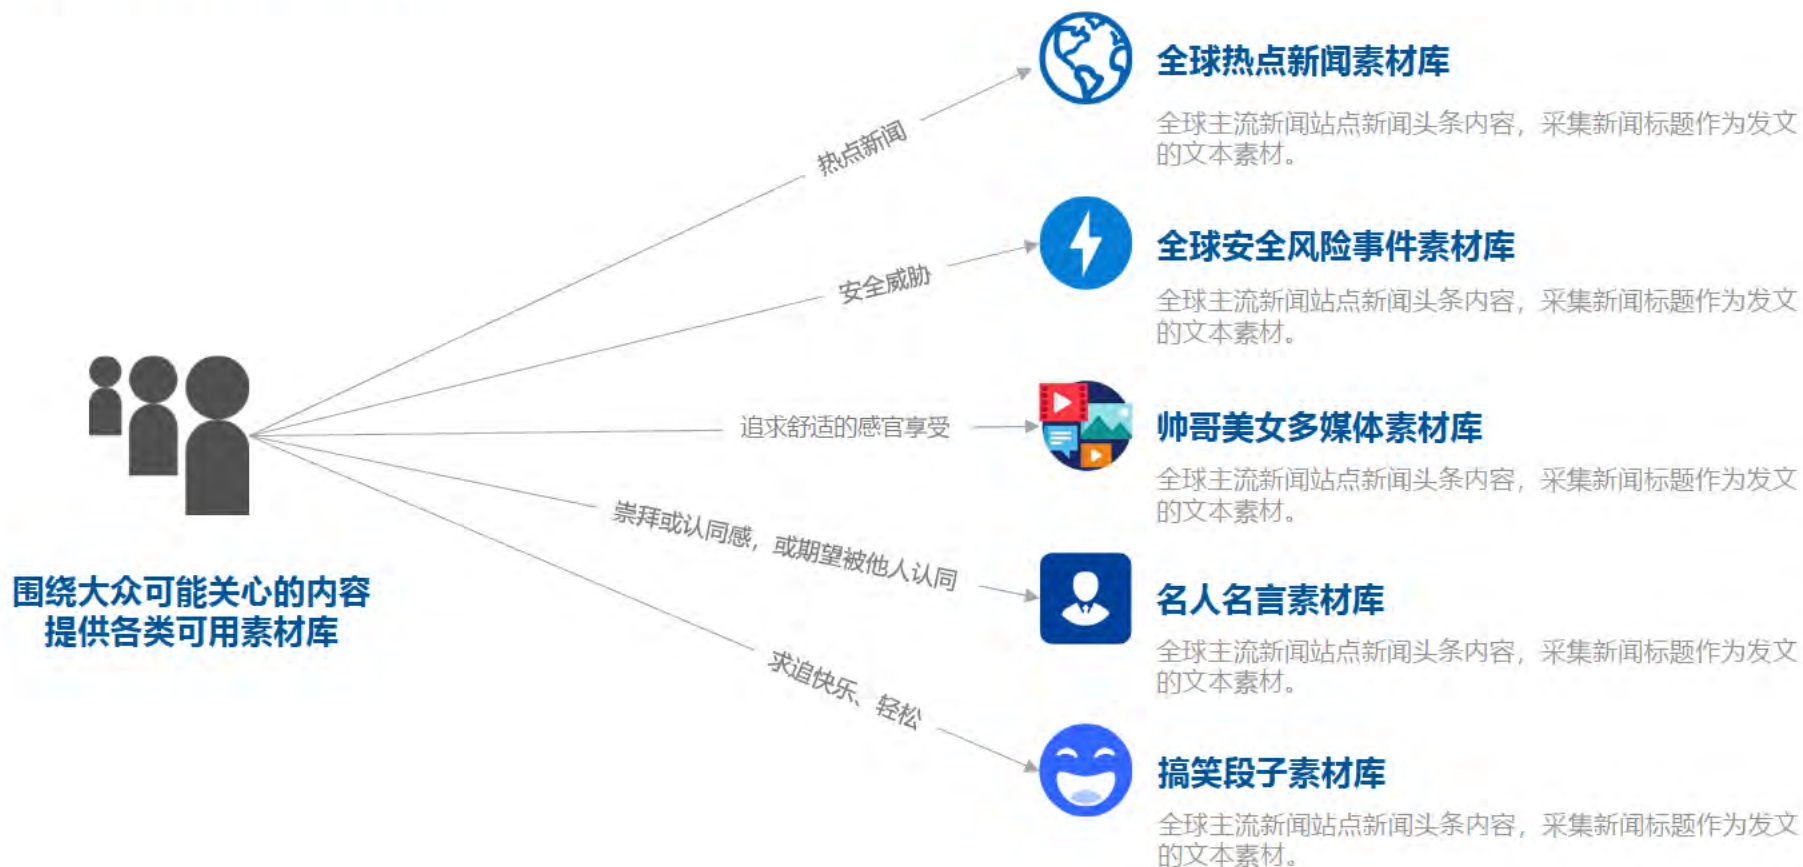 围绕大众可能关心的内容
提供各类可用素材库
热点新闻
全球热点新闻素材库
全球主流新闻站点新闻头条内容，采集新闻标题作为发文
的文本素材。
安全威胁
全球安全风险事件素材库
全球主流新闻站点新闻头条内容，采集新闻标题作为发文
的文本素材。
追求舒适的感官享受
帅哥美女多媒体素材库
全球主流新闻站点新闻头条内容，采集新闻标题作为发文
的文本素材。
崇拜或认同感，或期望被他人认同
名人名言素材库
全球主流新闻站点新闻头条内容，采集新闻标题作为发文
的文本素材。
求追快乐、轻松
搞笑段子素材库
全球主流新闻站点新闻头条内容，采集新闻标题作为发文
的文本素材。